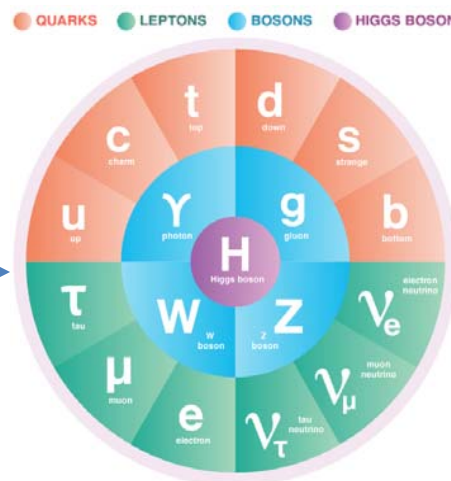 QUARKS LEPTONS BOSONS HIGGS BOSON
t
top
d
down
c
charm
s
strange
u
up
b
bottom
γ
photon
g
gluon
H
Higgs boson
W
W
boson
Z
Z
boson
τ
tau
μ
muon
e
electron
ντ
tau
neutrino
νμ
muon
neutrino
νe
electron
neutrino